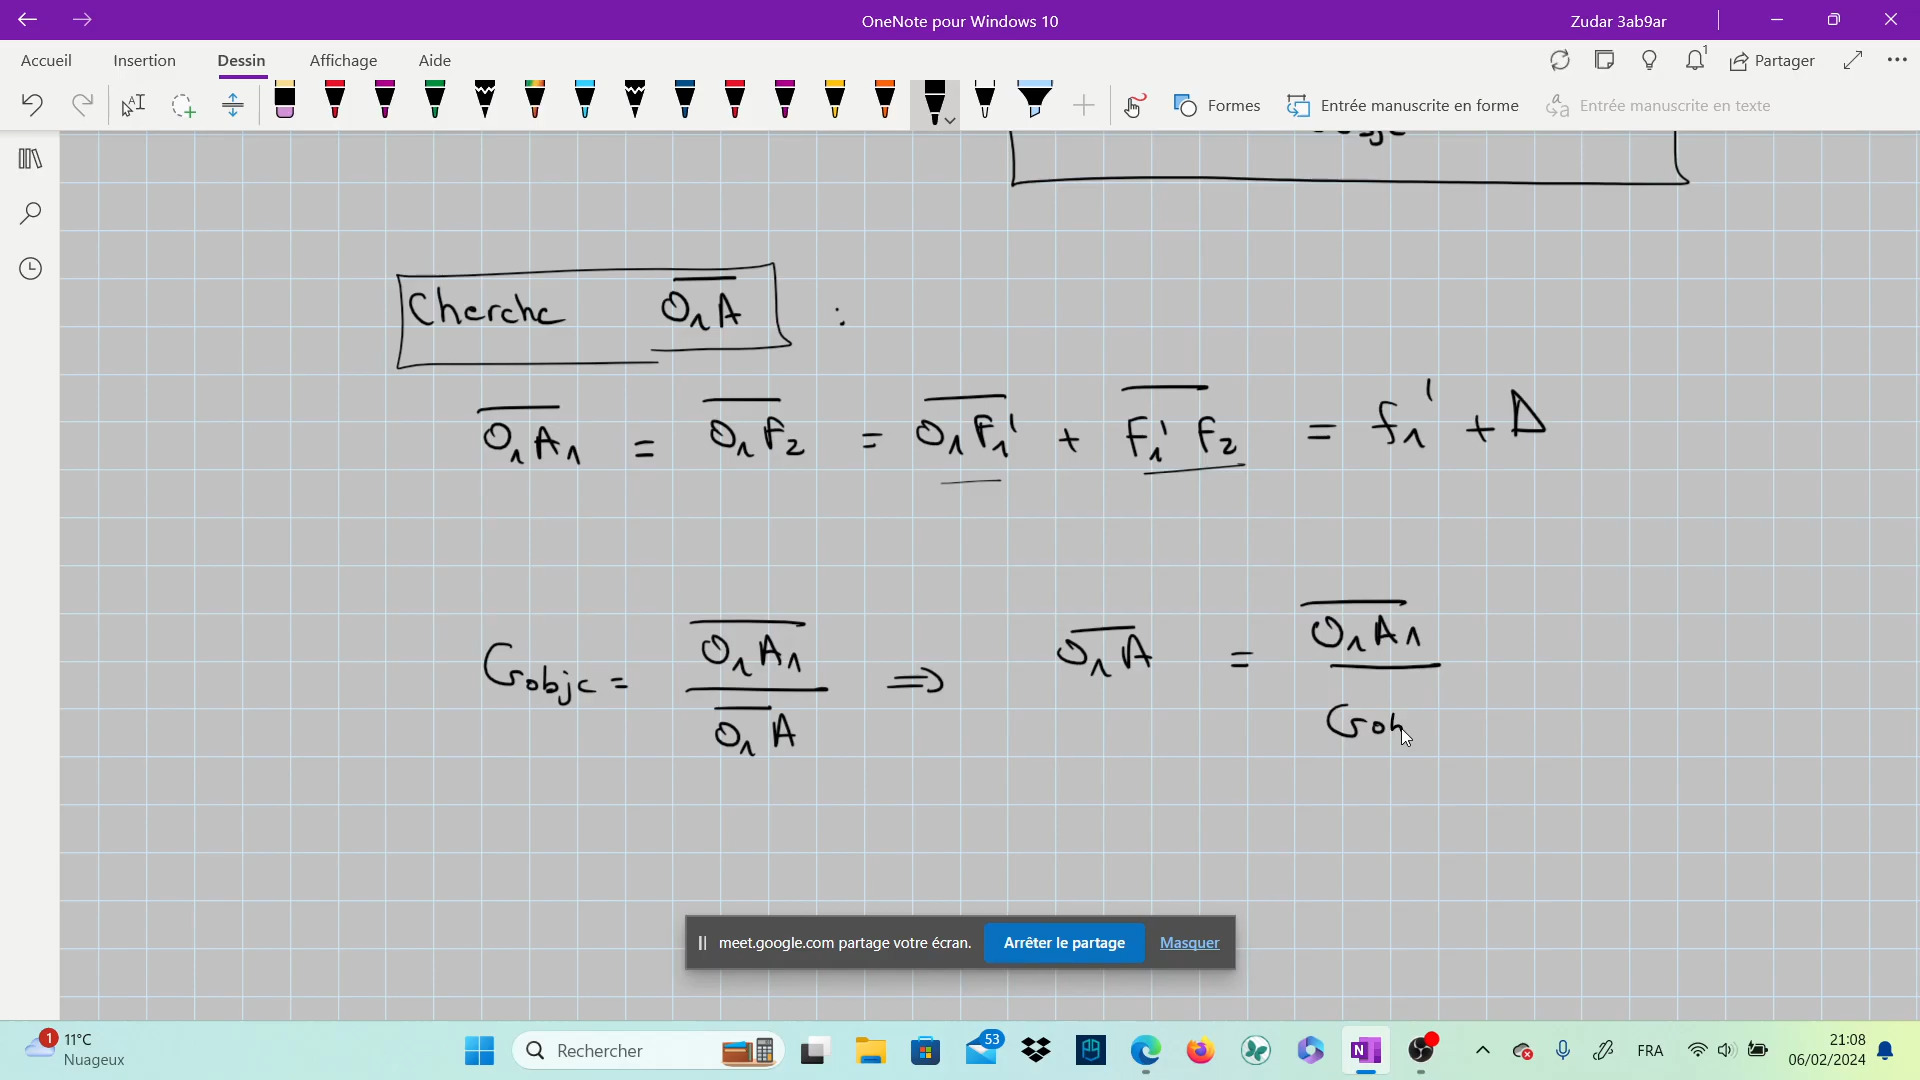 OneNote pour Windows 10
Zudar 3ab9ar
Accueil Insertion Dessin Affichage Aide
1
Partager
Formes
Entrée manuscrite en forme
Entrée manuscrite en texte
Cherche O₁A :
O₁A₁ = O₁F₂ = O₁F₁' + F₁'F₂ = f₁' + Δ
Gobjc = O₁A₁ / O₁A ⇒ O₁A = O₁A₁ / Gob
meet.google.com partage votre écran.
Arrêter le partage
Masquer
1
11°C
Nuageux
Rechercher
53
FRA
21:08
06/02/2024